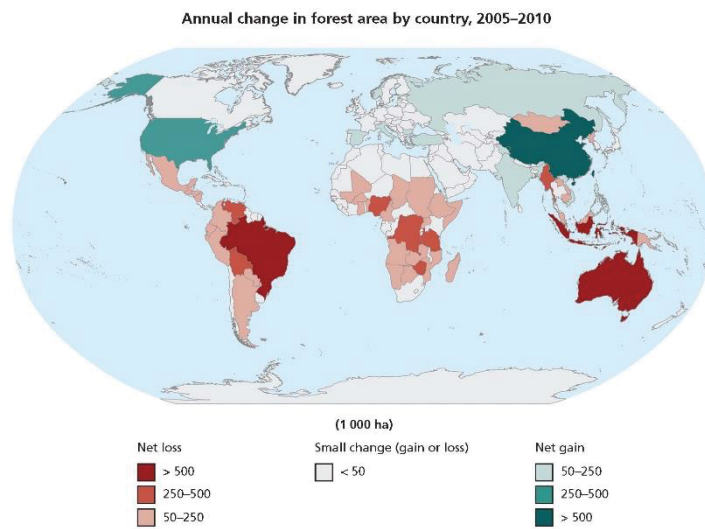 Annual change in forest area by country, 2005–2010
(1 000 ha)
Net loss
> 500
250–500
50–250
Small change (gain or loss)
< 50
Net gain
50–250
250–500
> 500